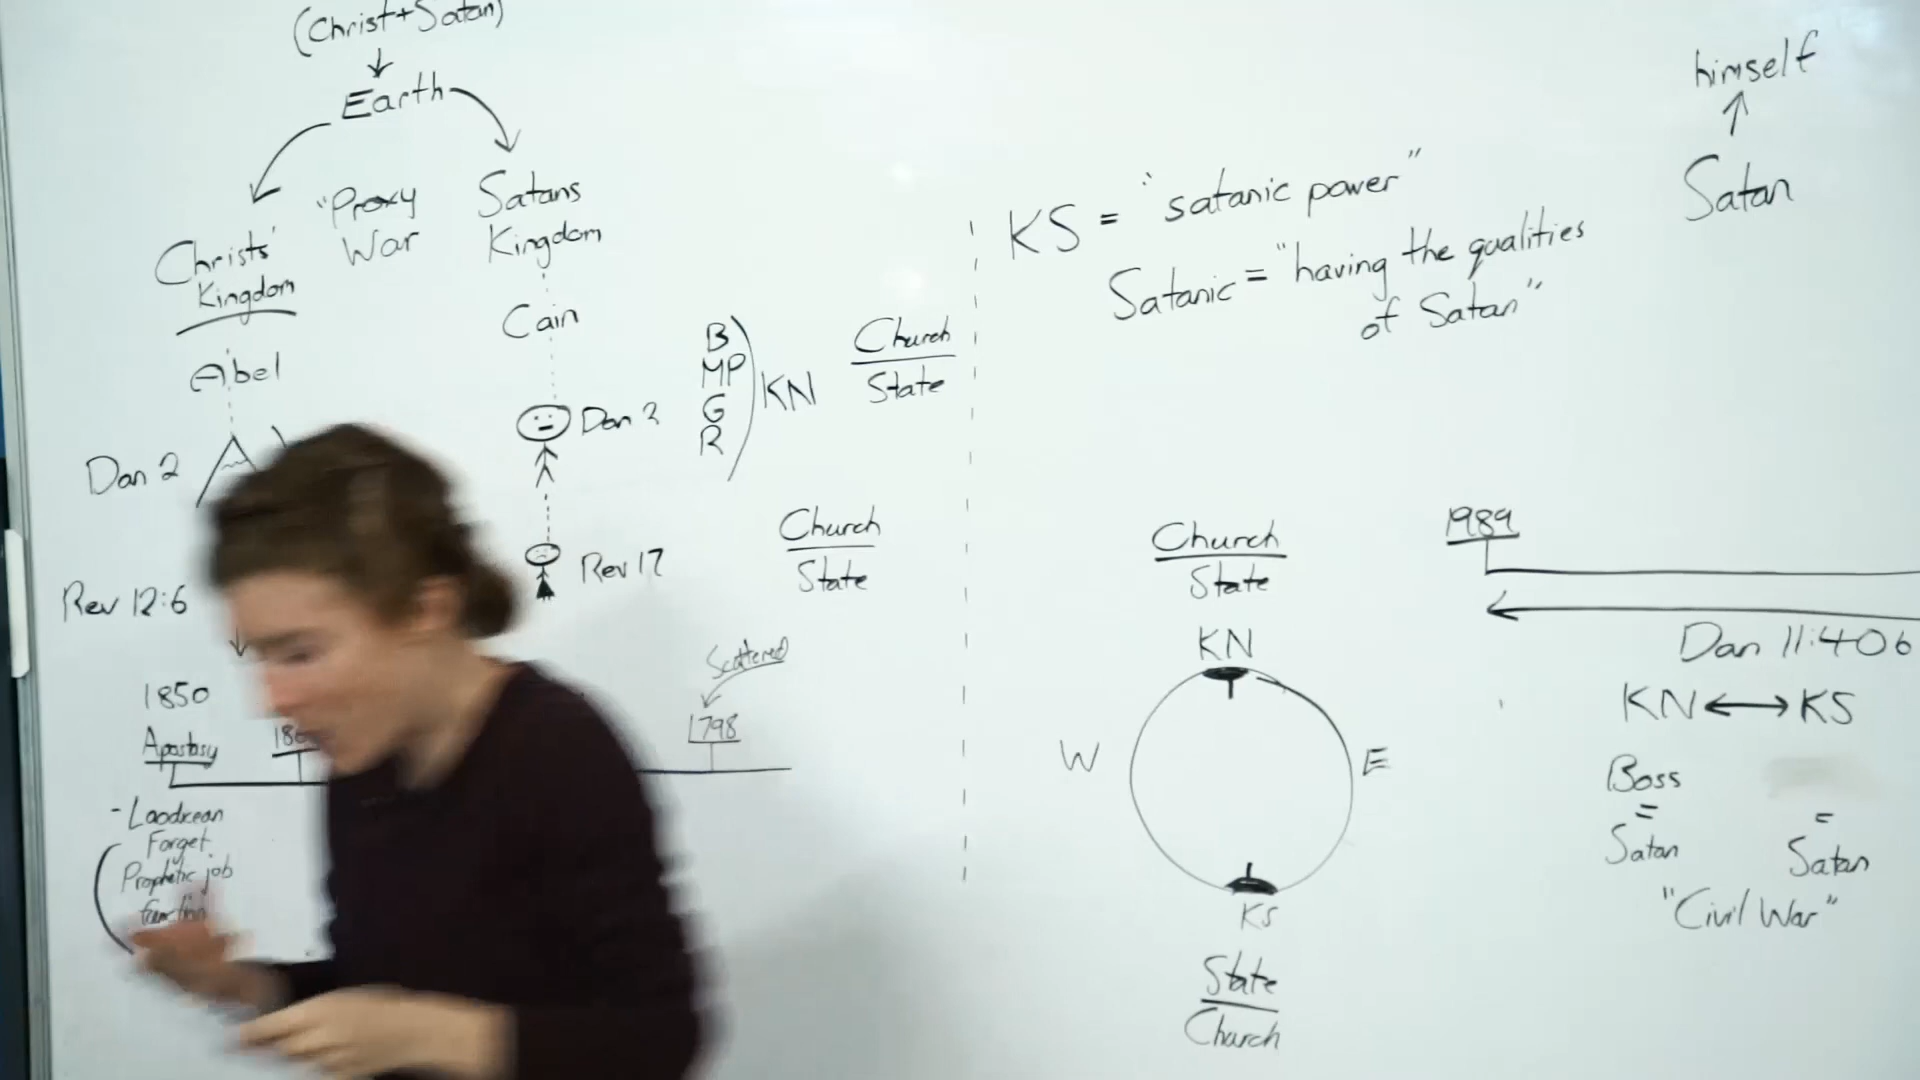 (Christ+Satan)
Earth
"Proxy
War
Christs'
Kingdom
Satans
Kingdom
Abel
Cain
Dan 2
Dan 2
B
MP
G
R
KN
Church
State
Rev 12:6
Rev 17
Church
State
1850
Apostasy
186
Scattered
1798
- Laodicean
Forget
Prophetic job
function
KS = "satanic power"
Satanic = "having the qualities
of Satan"
himself
Satan
Church
State
KN
W
E
KS
State
Church
1989
Dan 11:40b
KN
KS
Boss
=
Satan
=
Satan
"Civil War"